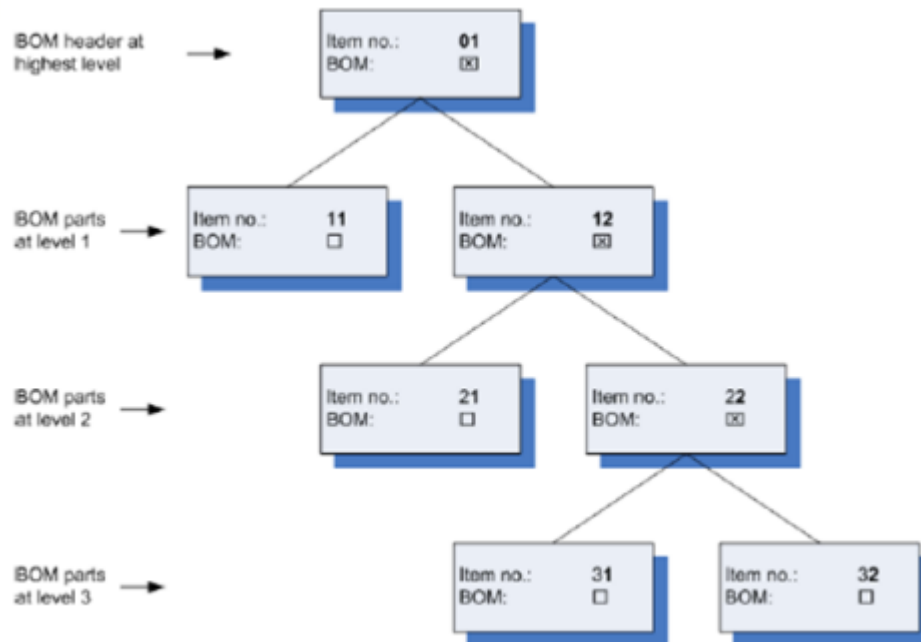 BOM header at
highest level
Item no.: 01
BOM: ☒
BOM parts
at level 1
Item no.: 11
BOM: ☐
Item no.: 12
BOM: ☒
BOM parts
at level 2
Item no.: 21
BOM: ☐
Item no.: 22
BOM: ☒
BOM parts
at level 3
Item no.: 31
BOM: ☐
Item no.: 32
BOM: ☐